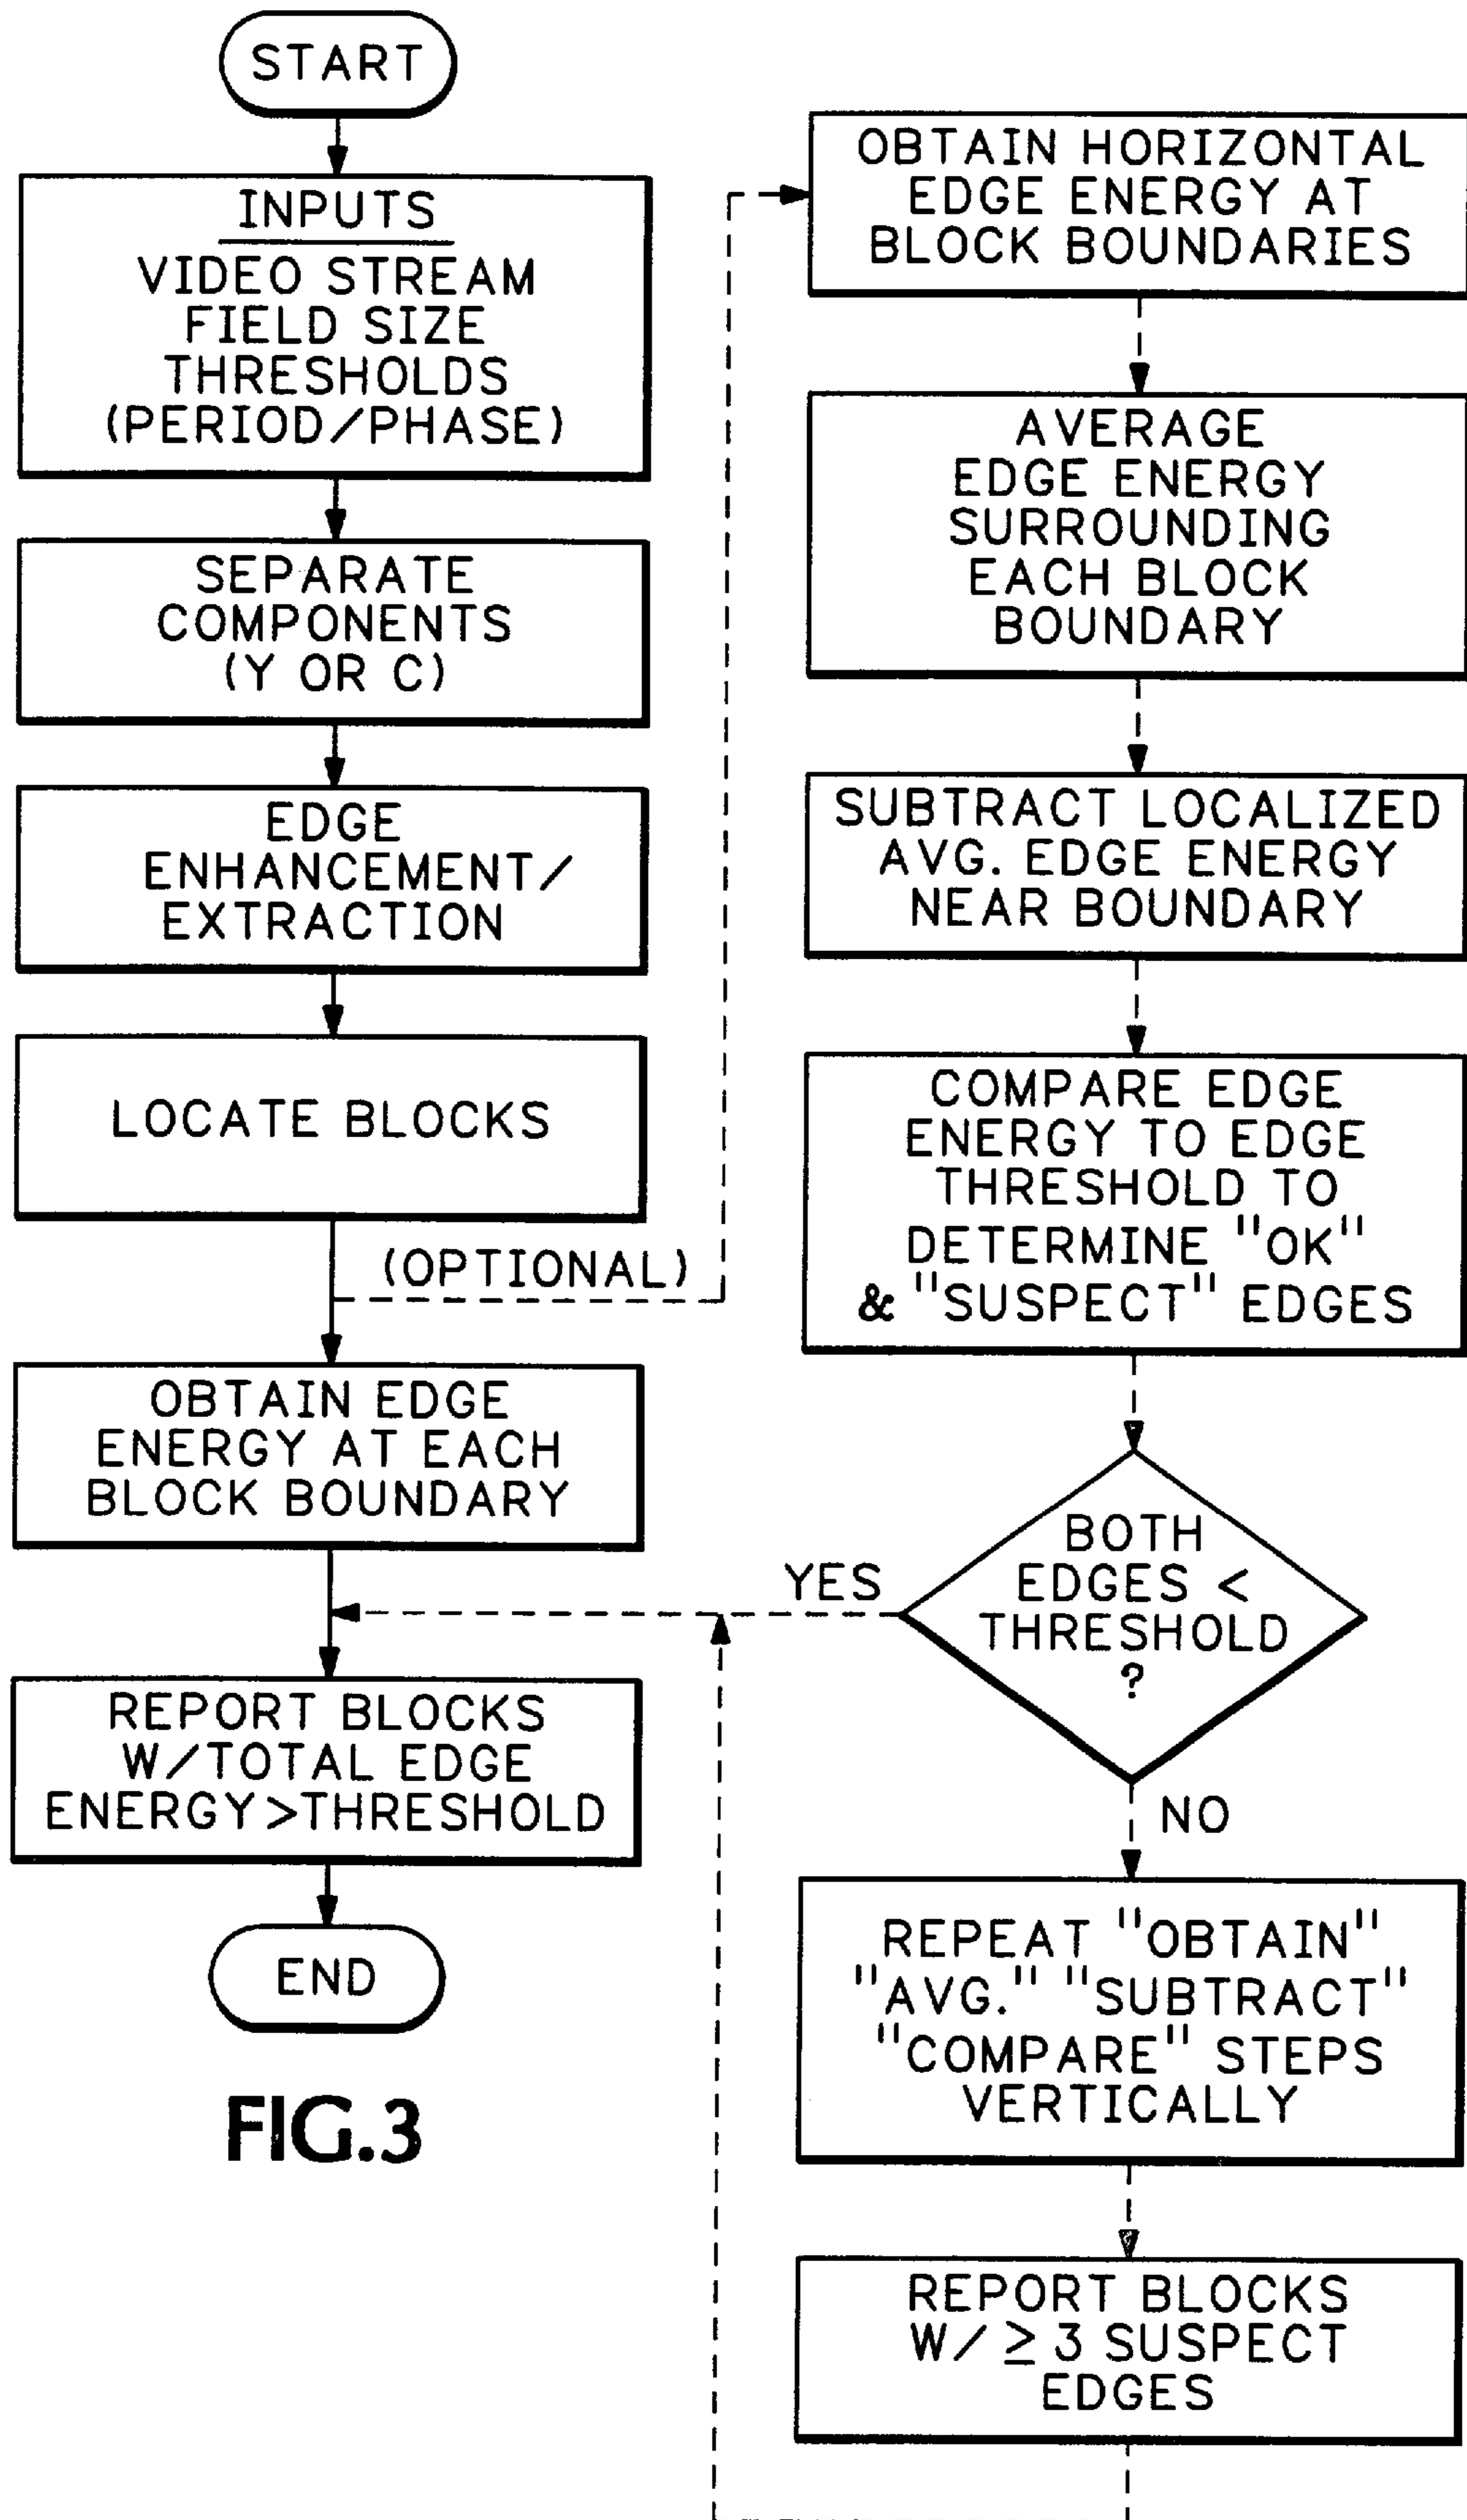 START
INPUTS
VIDEO STREAM
FIELD SIZE
THRESHOLDS
(PERIOD/PHASE)
SEPARATE
COMPONENTS
(Y OR C)
EDGE
ENHANCEMENT/
EXTRACTION
LOCATE BLOCKS
(OPTIONAL)
OBTAIN EDGE
ENERGY AT EACH
BLOCK BOUNDARY
REPORT BLOCKS
W/TOTAL EDGE
ENERGY>THRESHOLD
END
FIG.3
OBTAIN HORIZONTAL
EDGE ENERGY AT
BLOCK BOUNDARIES
AVERAGE
EDGE ENERGY
SURROUNDING
EACH BLOCK
BOUNDARY
SUBTRACT LOCALIZED
AVG. EDGE ENERGY
NEAR BOUNDARY
COMPARE EDGE
ENERGY TO EDGE
THRESHOLD TO
DETERMINE "OK"
& "SUSPECT" EDGES
BOTH
EDGES <
THRESHOLD
?
YES
NO
REPEAT "OBTAIN"
"AVG." "SUBTRACT"
"COMPARE" STEPS
VERTICALLY
REPORT BLOCKS
W/ ≥ 3 SUSPECT
EDGES